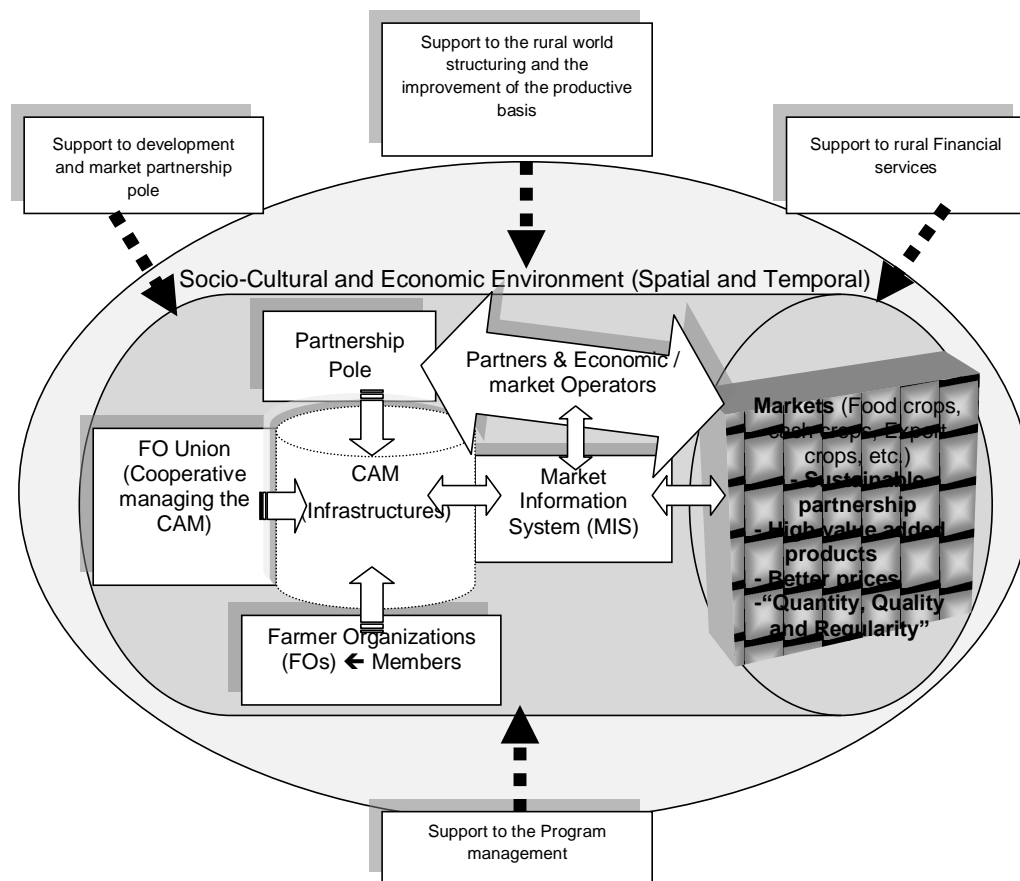 Support to the rural world
structuring and the
improvement of the productive
basis
Support to development
and market partnership
pole
Support to rural Financial
services
Socio-Cultural and Economic Environment (Spatial and Temporal)
Partnership
Pole
Partners & Economic /
market Operators
FO Union
(Cooperative
managing the
CAM)
CAM
(Infrastructures)
Market
Information
System (MIS)
Markets (Food crops,
cash crops, Export
crops, etc.)
- Sustainable
partnership
- High value added
products
- Better prices
-“Quantity, Quality
and Regularity”
Farmer Organizations
(FOs) ← Members
Support to the Program
management